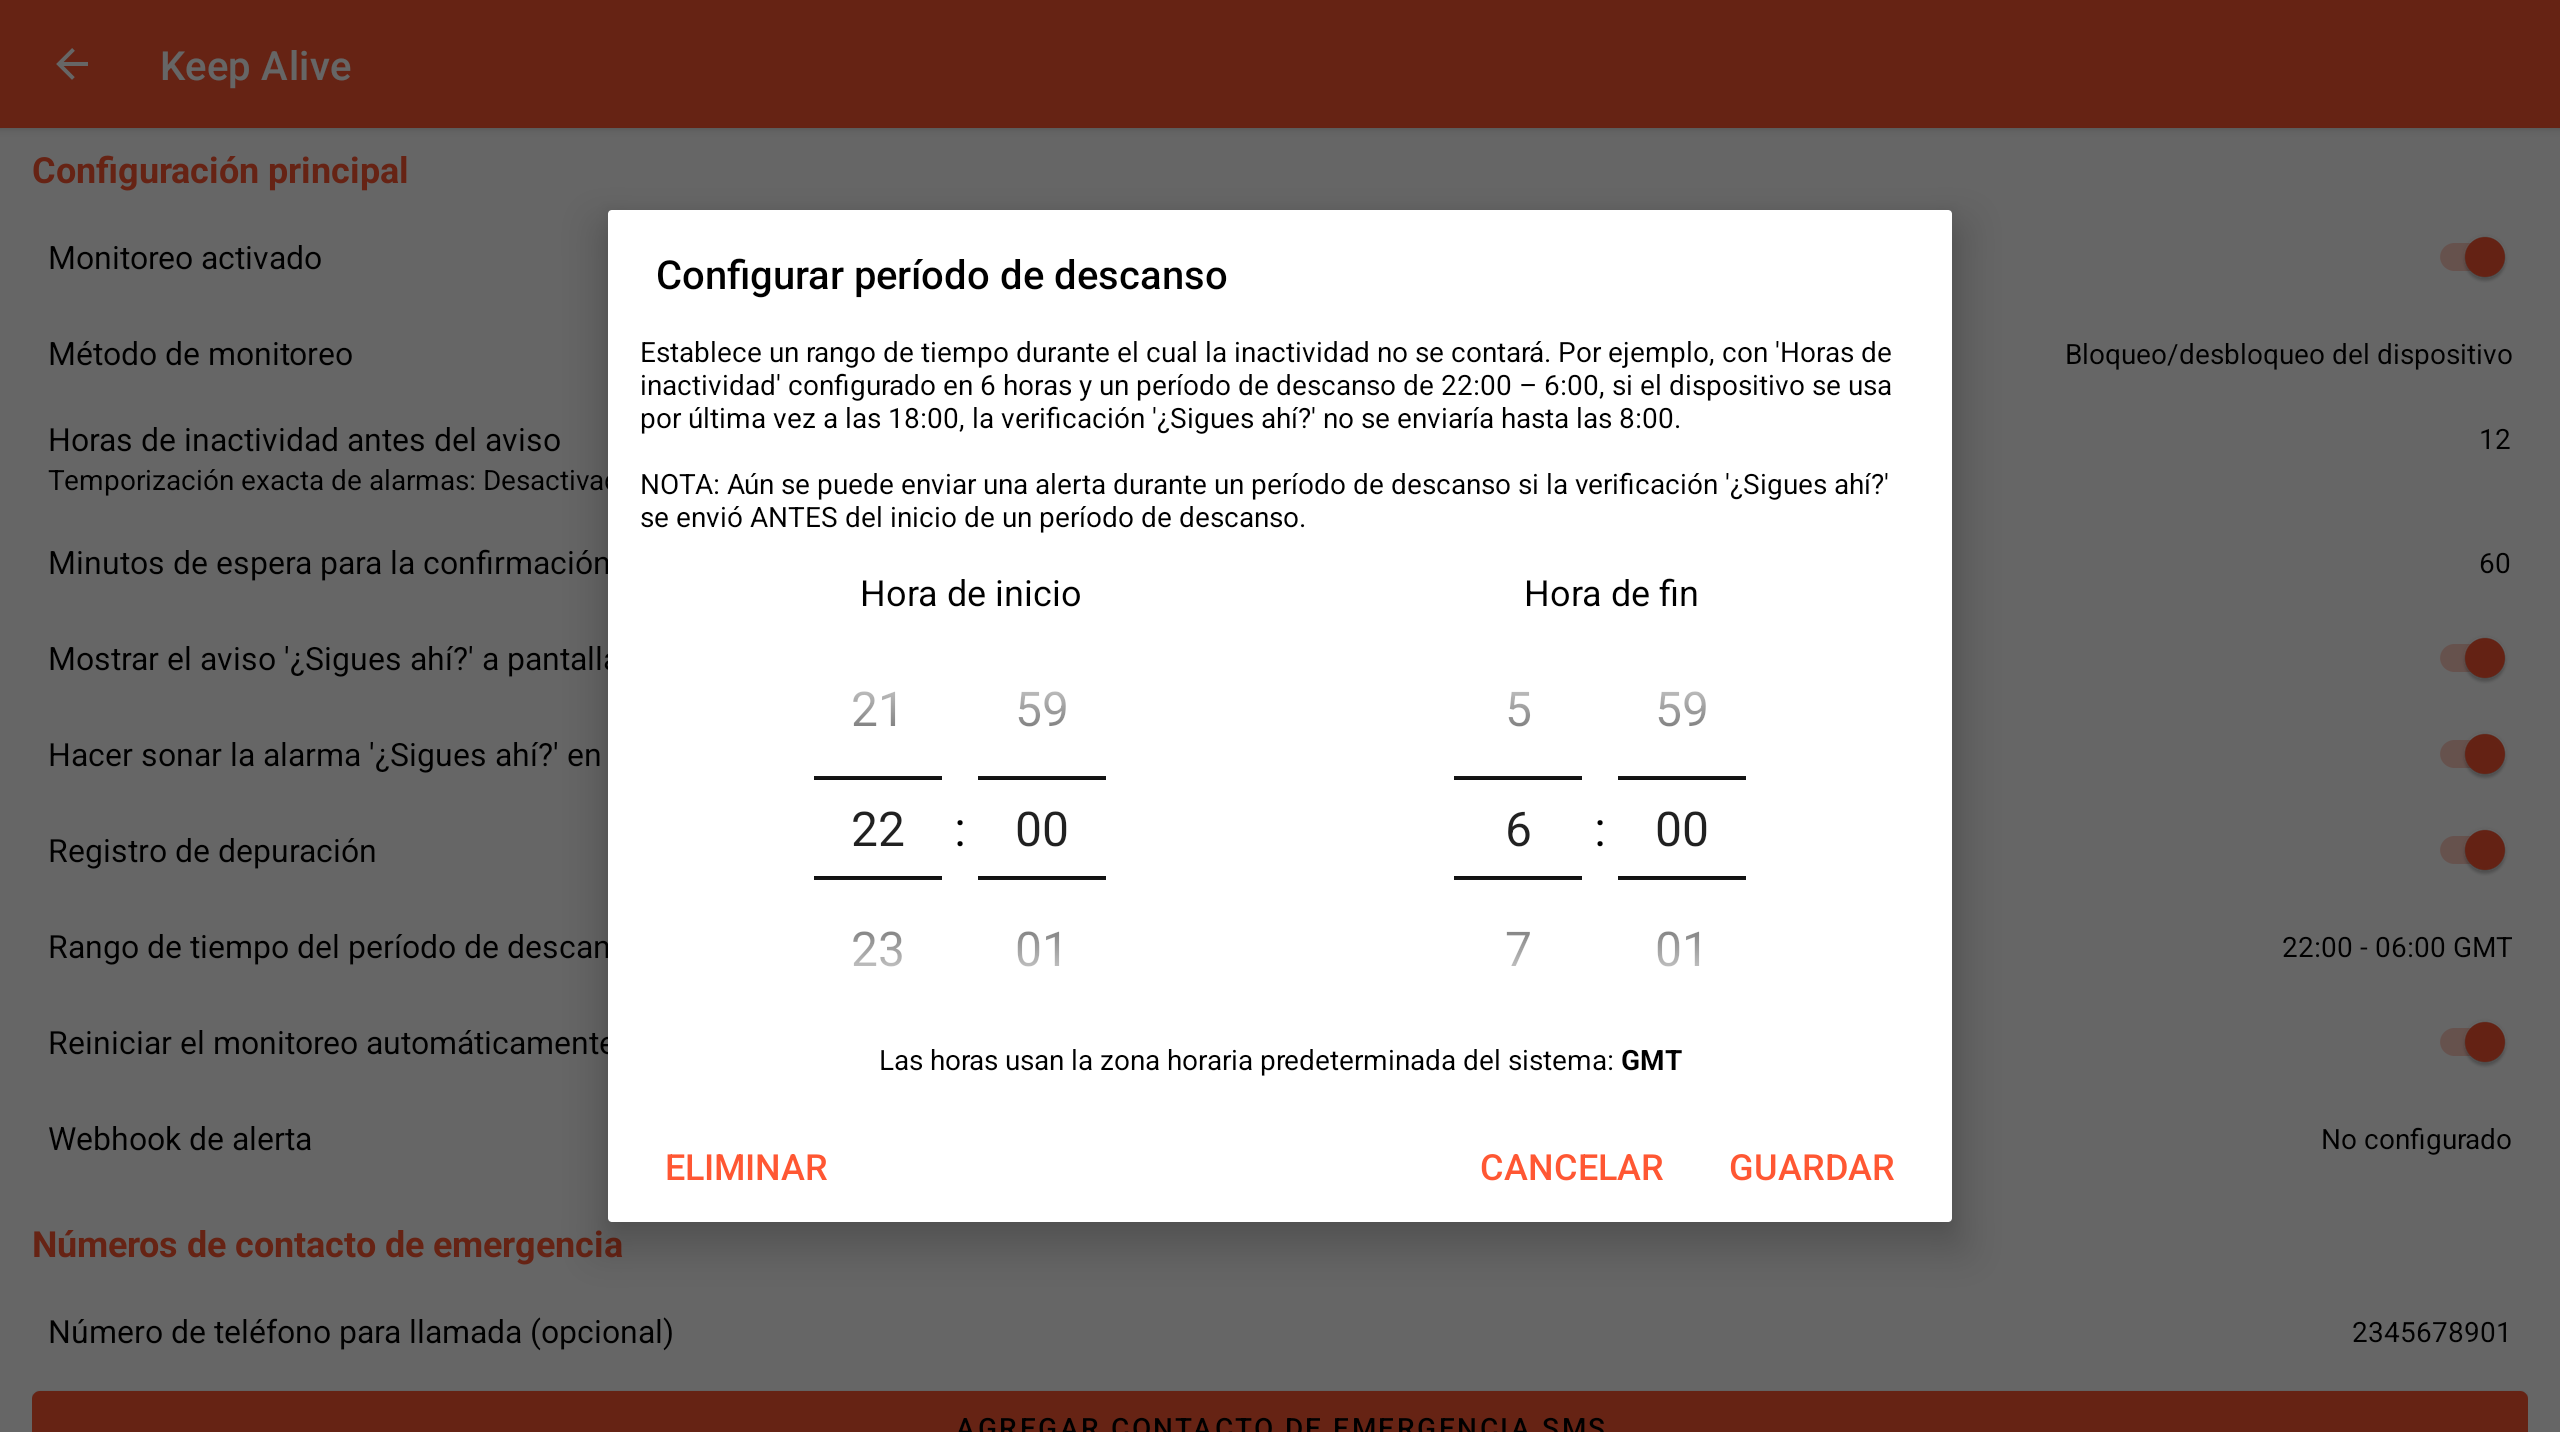 Keep Alive
Configuración principal
Monitoreo activado
Método de monitoreo
Bloqueo/desbloqueo del dispositivo
Horas de inactividad antes del aviso
12
Temporización exacta de alarmas:
Minutos de espera para la confirmación
60
Mostrar el aviso '¿Sigues ahí?' a
Hacer sonar la alarma '¿Sigues ahí?' en
Registro de depuración
Rango de tiempo del período de
22:00 - 06:00 GMT
Reiniciar el monitoreo automáticamente
Webhook de alerta
No configurado
Números de contacto de emergencia
Número de teléfono para llamada (opcional)
2345678901
AGREGAR CONTACTO DE EMERGENCIA SMS
Configurar período de descanso
Establece un rango de tiempo durante el cual la inactividad no se contará. Por ejemplo, con 'Horas de
inactividad' configurado en 6 horas y un período de descanso de 22:00 – 6:00, si el dispositivo se usa
por última vez a las 18:00, la verificación '¿Sigues ahí?' no se enviaría hasta las 8:00.
NOTA: Aún se puede enviar una alerta durante un período de descanso si la verificación '¿Sigues ahí?'
se envió ANTES del inicio de un período de descanso.
Hora de inicio
Hora de fin
21 59 5 59
22 : 00 6 : 00
23 01 7 01
Las horas usan la zona horaria predeterminada del sistema: GMT
ELIMINAR
CANCELAR
GUARDAR